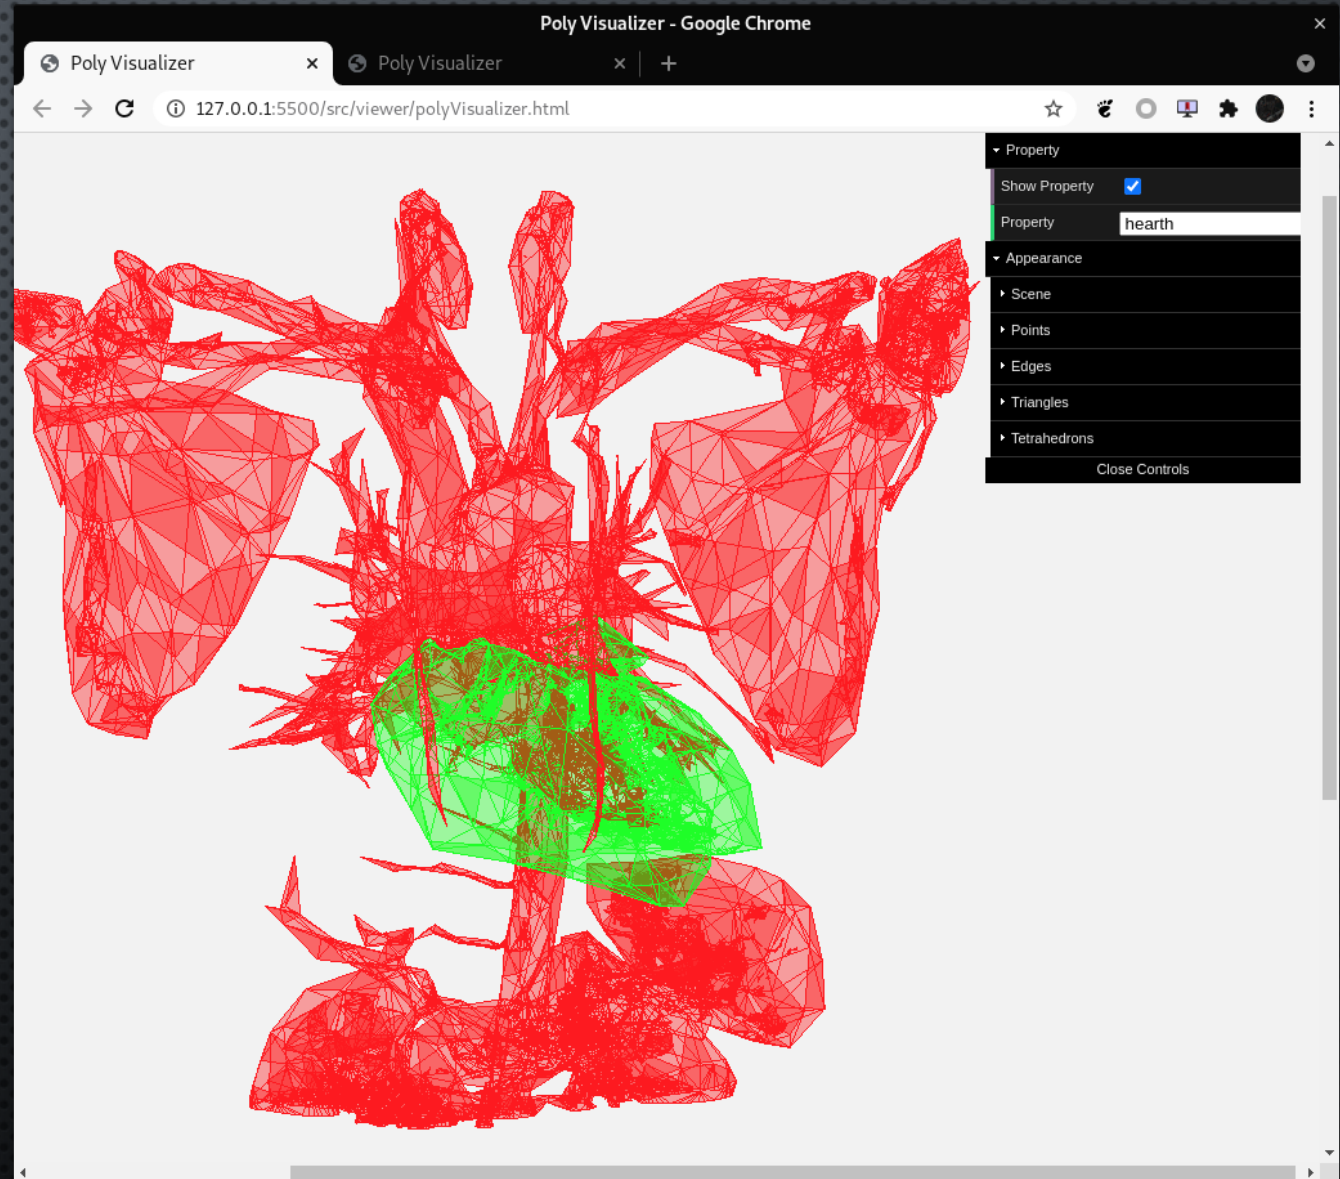 Poly Visualizer - Google Chrome
Poly Visualizer
Poly Visualizer
127.0.0.1:5500/src/viewer/polyVisualizer.html
Property
Show Property
Property hearth
Appearance
Scene
Points
Edges
Triangles
Tetrahedrons
Close Controls